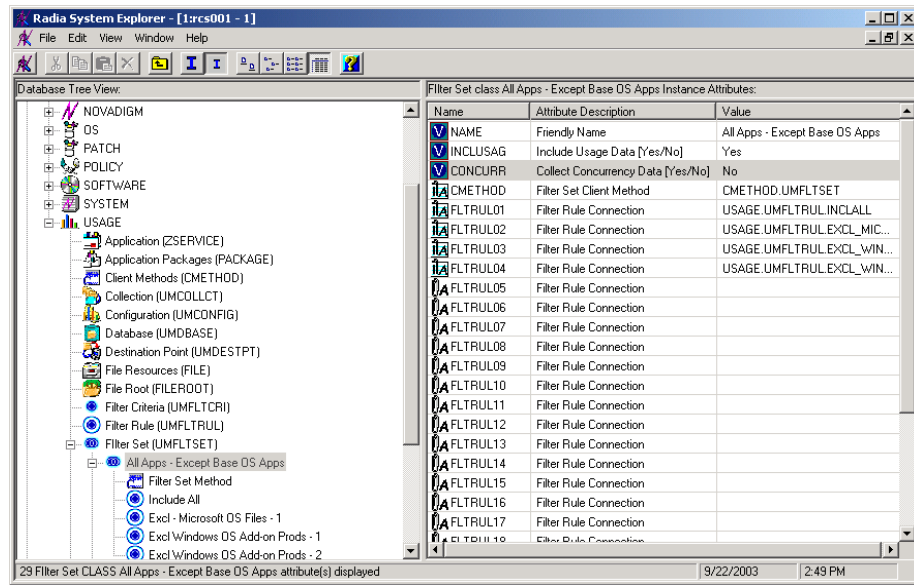 Radia System Explorer - [1:rcs001 - 1]
File Edit View Window Help
Database Tree View:
NOVADIGM
OS
PATCH
POLICY
SOFTWARE
SYSTEM
USAGE
Application (ZSERVICE)
Application Packages (PACKAGE)
Client Methods (CMETHOD)
Collection (UMCOLLCT)
Configuration (UMCONFIG)
Database (UMDBASE)
Destination Point (UMDESTPT)
File Resources (FILE)
File Root (FILEROOT)
Filter Criteria (UMFLTCRI)
Filter Rule (UMFLTRUL)
FIlter Set (UMFLTSET)
All Apps - Except Base OS Apps
Filter Set Method
Include All
Excl - Microsoft OS Files - 1
Excl Windows OS Add-on Prods - 1
Excl Windows OS Add-on Prods - 2
FIlter Set class All Apps - Except Base OS Apps Instance Attributes:
Name Attribute Description Value
NAME Friendly Name All Apps - Except Base OS Apps
INCLUSAG Include Usage Data [Yes/No] Yes
CONCURR Collect Concurrency Data [Yes/No] No
CMETHOD Filter Set Client Method CMETHOD.UMFLTSET
FLTRUL01 Filter Rule Connection USAGE.UMFLTRUL.INCLALL
FLTRUL02 Filter Rule Connection USAGE.UMFLTRUL.EXCL_MIC...
FLTRUL03 Filter Rule Connection USAGE.UMFLTRUL.EXCL_WIN...
FLTRUL04 Filter Rule Connection USAGE.UMFLTRUL.EXCL_WIN...
FLTRUL05 Filter Rule Connection
FLTRUL06 Filter Rule Connection
FLTRUL07 Filter Rule Connection
FLTRUL08 Filter Rule Connection
FLTRUL09 Filter Rule Connection
FLTRUL10 Filter Rule Connection
FLTRUL11 Filter Rule Connection
FLTRUL12 Filter Rule Connection
FLTRUL13 Filter Rule Connection
FLTRUL14 Filter Rule Connection
FLTRUL15 Filter Rule Connection
FLTRUL16 Filter Rule Connection
FLTRUL17 Filter Rule Connection
FLTRUL18 Filter Rule Connection
29 FIlter Set CLASS All Apps - Except Base OS Apps attribute(s) displayed
9/22/2003 2:49 PM